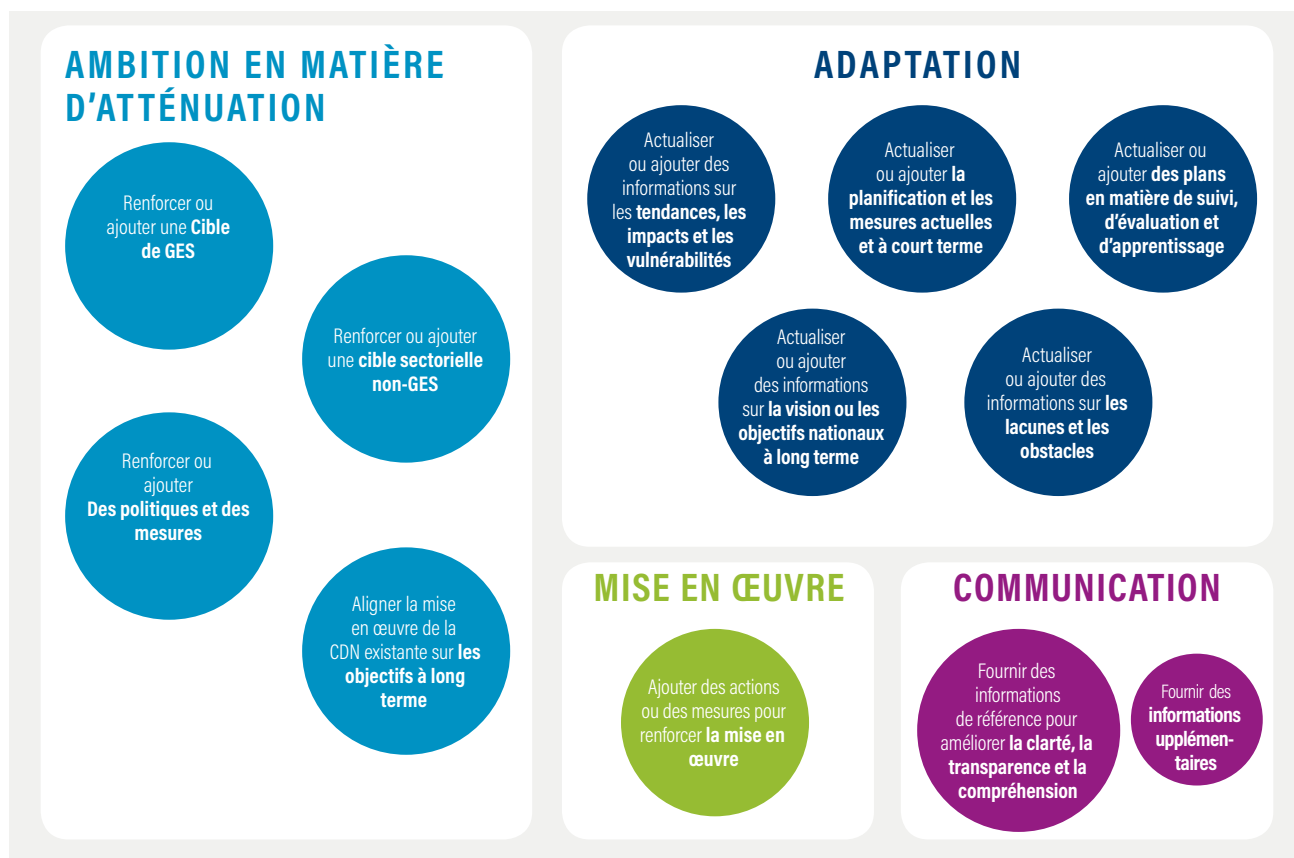 AMBITION EN MATIÈRE
D'ATTÉNUATION
Renforcer ou
ajouter une Cible
de GES
Renforcer ou ajouter
une cible sectorielle
non-GES
Renforcer ou
ajouter
Des politiques et des
mesures
Aligner la mise
en œuvre de la
CDN existante sur les
objectifs à long
terme
ADAPTATION
Actualiser
ou ajouter des
informations sur
les tendances, les
impacts et les
vulnérabilités
Actualiser
ou ajouter la
planification et les
mesures actuelles
et à court terme
Actualiser ou
ajouter des plans
en matière de suivi,
d'évaluation et
d'apprentissage
Actualiser
ou ajouter
des informations
sur la vision ou les
objectifs nationaux
à long terme
Actualiser
ou ajouter des
informations sur les
lacunes et les
obstacles
MISE EN ŒUVRE
Ajouter des actions
ou des mesures pour
renforcer la mise en
œuvre
COMMUNICATION
Fournir des
informations
de référence pour
améliorer la clarté, la
transparence et la
compréhension
Fournir des
informations
upplémen-
taires